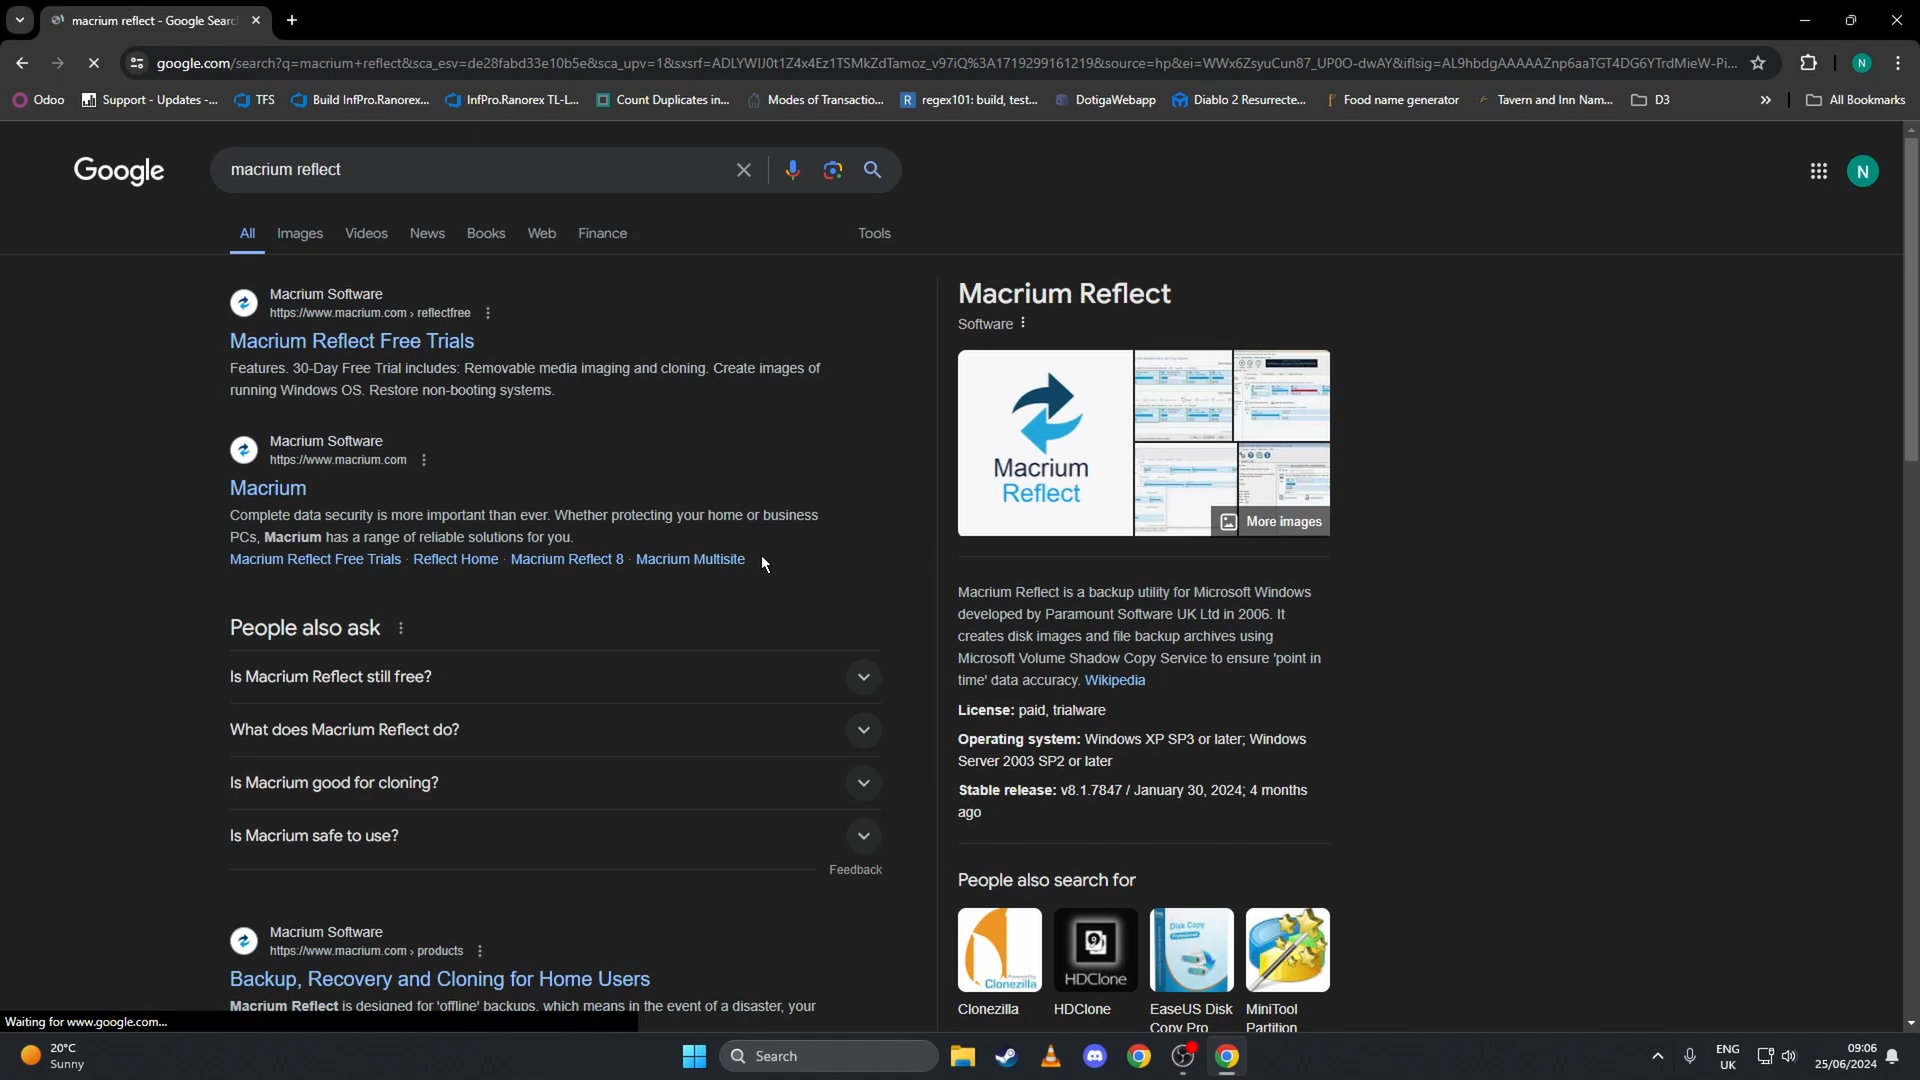 macrium reflect - Google Searc
google.com/search?q=macrium+reflect&sca_esv=de28fabd33e10b5e&sca_upv=1&sxsrf=ADLYWIJ0t1Z4x4Ez1TSMkZdTamoz_v97iQ%3A1719299161219&source=hp&ei=WWx6ZsyuCun87_UP0O-dwAY&iflsig=AL9hbdgAAAAAZnp6aaTGT4DG6YTrdMieW-Pi...
N
Odoo
Support - Updates -...
TFS
Build InfPro.Ranorex...
InfPro.Ranorex TL-L...
Count Duplicates in...
Modes of Transactio...
regex101: build, test...
DotigaWebapp
Diablo 2 Resurrecte...
Food name generator
Tavern and Inn Nam...
D3
»
All Bookmarks
Google
macrium reflect
N
All Images Videos News Books Web Finance Tools
Macrium Software
https://www.macrium.com › reflectfree
Macrium Reflect Free Trials
Features. 30-Day Free Trial includes: Removable media imaging and cloning. Create images of
running Windows OS. Restore non-booting systems.
Macrium Software
https://www.macrium.com
Macrium
Complete data security is more important than ever. Whether protecting your home or business
PCs, Macrium has a range of reliable solutions for you.
Macrium Reflect Free Trials · Reflect Home · Macrium Reflect 8 · Macrium Multisite
People also ask
Is Macrium Reflect still free?
What does Macrium Reflect do?
Is Macrium good for cloning?
Is Macrium safe to use?
Feedback
Macrium Software
https://www.macrium.com › products
Backup, Recovery and Cloning for Home Users
Macrium Reflect is designed for 'offline' backups, which means in the event of a disaster, your
Macrium Reflect
Software
Macrium
Reflect
More images
Macrium Reflect is a backup utility for Microsoft Windows
developed by Paramount Software UK Ltd in 2006. It
creates disk images and file backup archives using
Microsoft Volume Shadow Copy Service to ensure 'point in
time' data accuracy. Wikipedia
License: paid, trialware
Operating system: Windows XP SP3 or later; Windows
Server 2003 SP2 or later
Stable release: v8.1.7847 / January 30, 2024; 4 months
ago
People also search for
Clonezilla
HDClone
Disk Copy
Clonezilla
HDClone
EaseUS Disk
Copy Pro
MiniTool
Partition
Waiting for www.google.com...
20°C
Sunny
Search
ENG
UK
09:06
25/06/2024